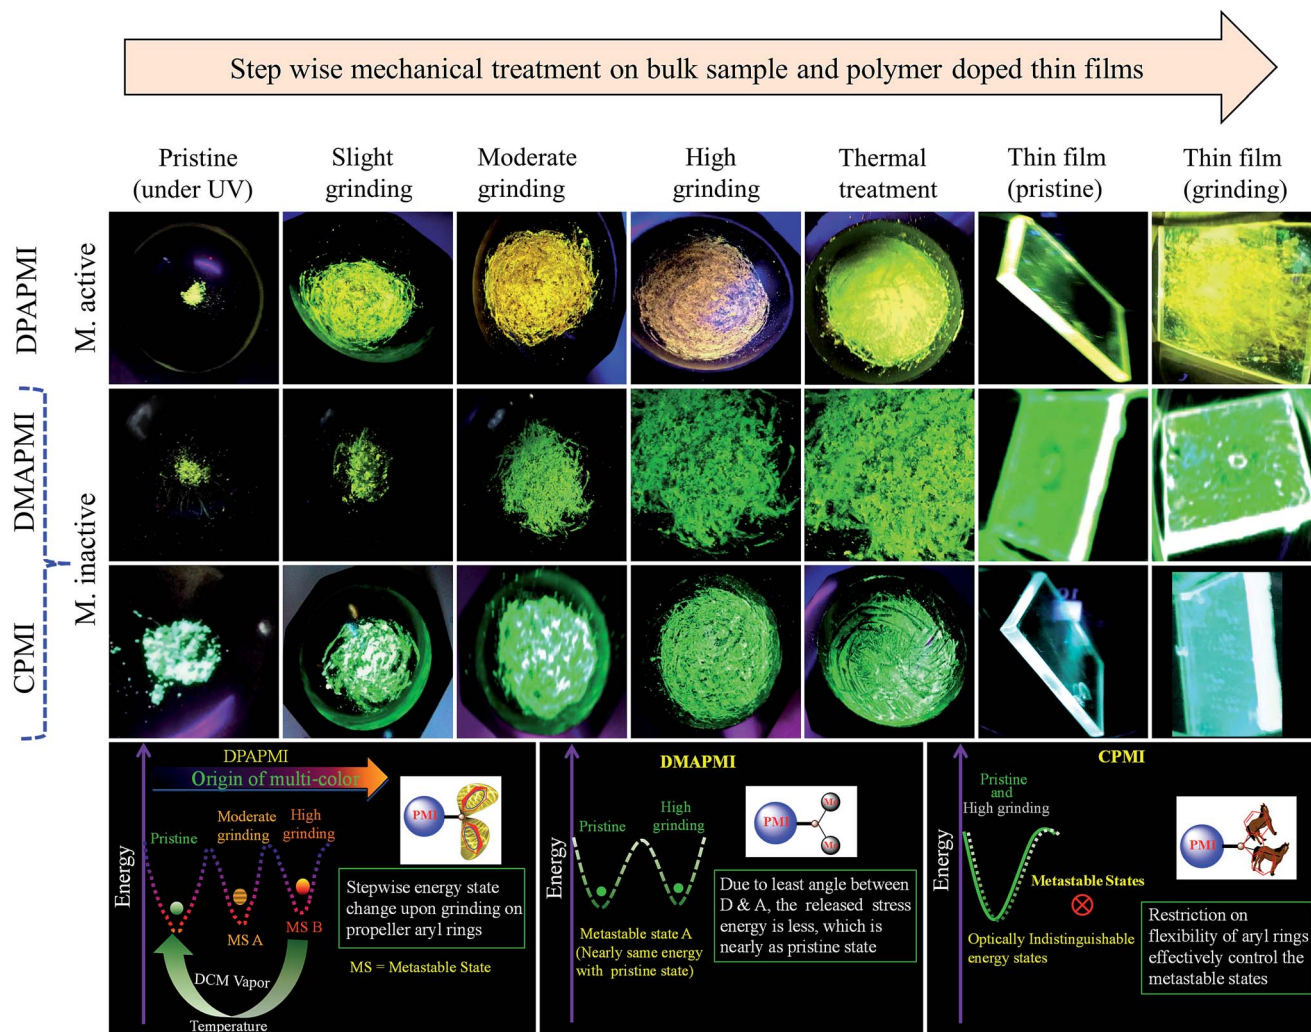 Step wise mechanical treatment on bulk sample and polymer doped thin films
Pristine
(under UV)
Slight
grinding
Moderate
grinding
High
grinding
Thermal
treatment
Thin film
(pristine)
Thin film
(grinding)
DPAPMI
M. active
DMAPMI
CPMI
M. inactive
DPAPMI
Origin of multi-color
Energy
Pristine
Moderate
grinding
High
grinding
MS A
MS B
DCM Vapor
Temperature
PMI
Stepwise energy state
change upon grinding on
propeller aryl rings
MS = Metastable State
DMAPMI
Energy
Pristine
High
grinding
PMI
Me
Me
Metastable state A
(Nearly same energy
with pristine state)
Due to least angle between
D & A, the released stress
energy is less, which is
nearly as pristine state
CPMI
Energy
Pristine
and
High grinding
PMI
Metastable States
Optically Indistinguishable
energy states
Restriction on
flexibility of aryl rings
effectively control the
metastable states